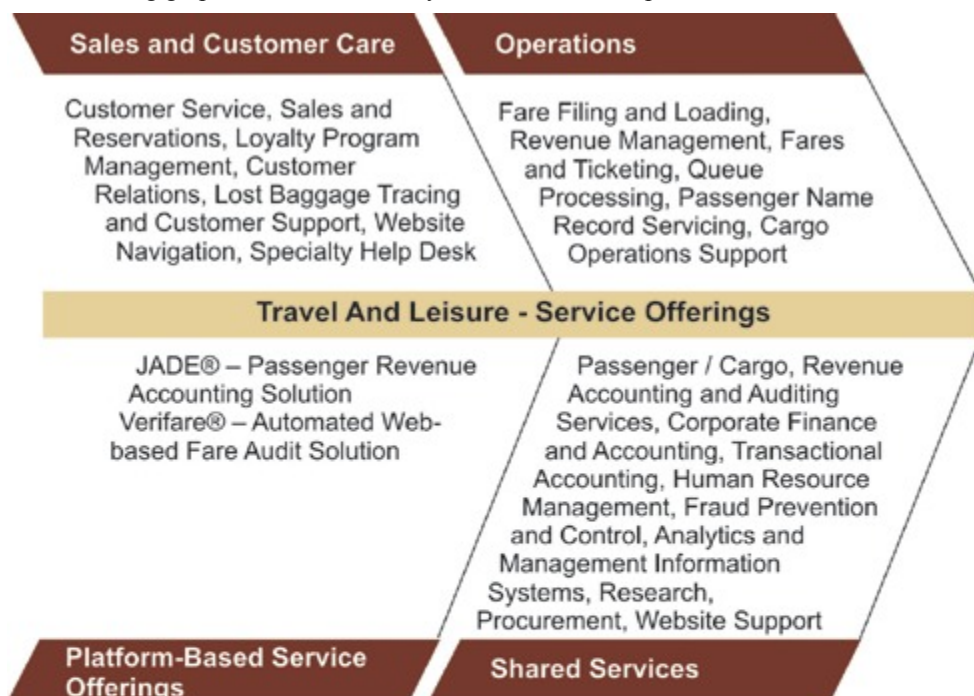 Sales and Customer Care
Customer Service, Sales and
Reservations, Loyalty Program
Management, Customer
Relations, Lost Baggage Tracing
and Customer Support, Website
Navigation, Specialty Help Desk
Operations
Fare Filing and Loading,
Revenue Management, Fares
and Ticketing, Queue
Processing, Passenger Name
Record Servicing, Cargo
Operations Support
Travel And Leisure - Service Offerings
JADE® – Passenger Revenue
Accounting Solution
Verifare® – Automated Web-
based Fare Audit Solution
Platform-Based Service
Offerings
Passenger / Cargo, Revenue
Accounting and Auditing
Services, Corporate Finance
and Accounting, Transactional
Accounting, Human Resource
Management, Fraud Prevention
and Control, Analytics and
Management Information
Systems, Research,
Procurement, Website Support
Shared Services